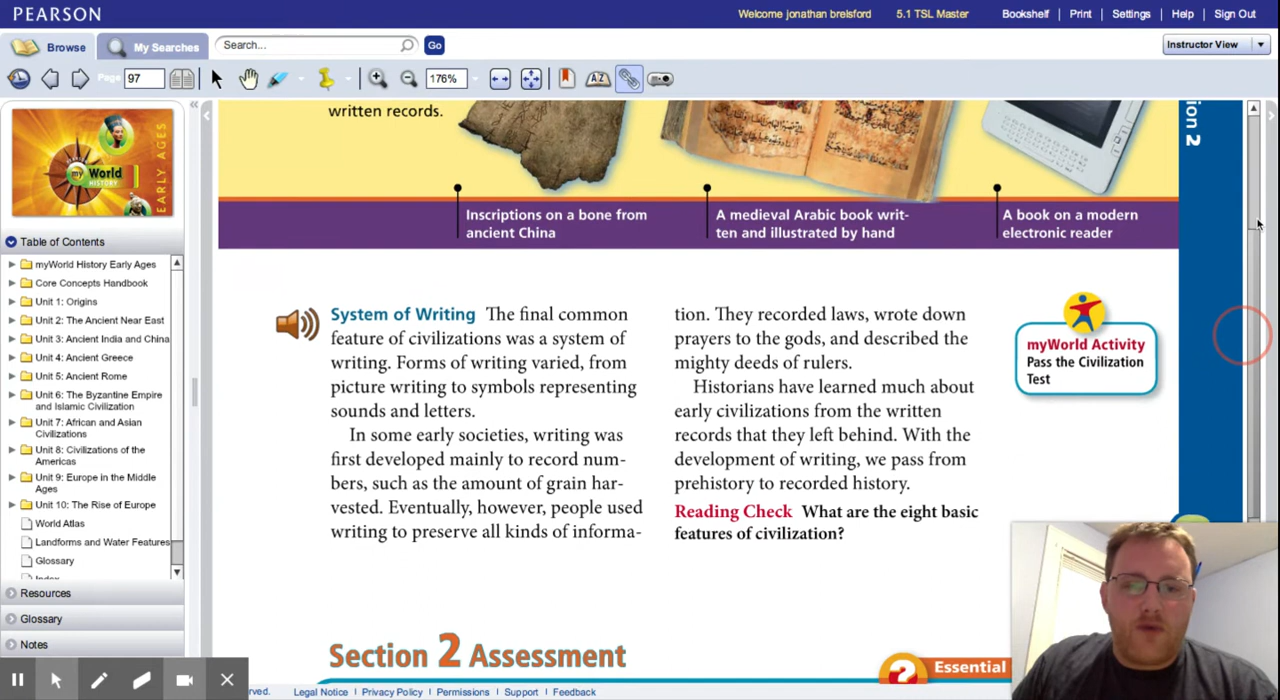 PEARSON
Welcome jonathan brelsford 5.1 TSL Master Bookshelf Print Settings Help Sign Out
Browse My Searches Search... Go Instructor View
Page 97 176%
written records.
Inscriptions on a bone from
ancient China
A medieval Arabic book writ-
ten and illustrated by hand
A book on a modern
electronic reader
ion 2
my World
HISTORY
EARLY AGES
Table of Contents
myWorld History Early Ages
Core Concepts Handbook
Unit 1: Origins
Unit 2: The Ancient Near East
Unit 3: Ancient India and China
Unit 4: Ancient Greece
Unit 5: Ancient Rome
Unit 6: The Byzantine Empire
and Islamic Civilization
Unit 7: African and Asian
Civilizations
Unit 8: Civilizations of the
Americas
Unit 9: Europe in the Middle
Ages
Unit 10: The Rise of Europe
World Atlas
Landforms and Water Features
Glossary
Index
Resources
Glossary
Notes
System of Writing The final common
feature of civilizations was a system of
writing. Forms of writing varied, from
picture writing to symbols representing
sounds and letters.
In some early societies, writing was
first developed mainly to record num-
bers, such as the amount of grain har-
vested. Eventually, however, people used
writing to preserve all kinds of informa-
tion. They recorded laws, wrote down
prayers to the gods, and described the
mighty deeds of rulers.
Historians have learned much about
early civilizations from the written
records that they left behind. With the
development of writing, we pass from
prehistory to recorded history.
Reading Check What are the eight basic
features of civilization?
myWorld Activity
Pass the Civilization
Test
Section 2 Assessment
? Essential
rved. Legal Notice | Privacy Policy | Permissions | Support | Feedback